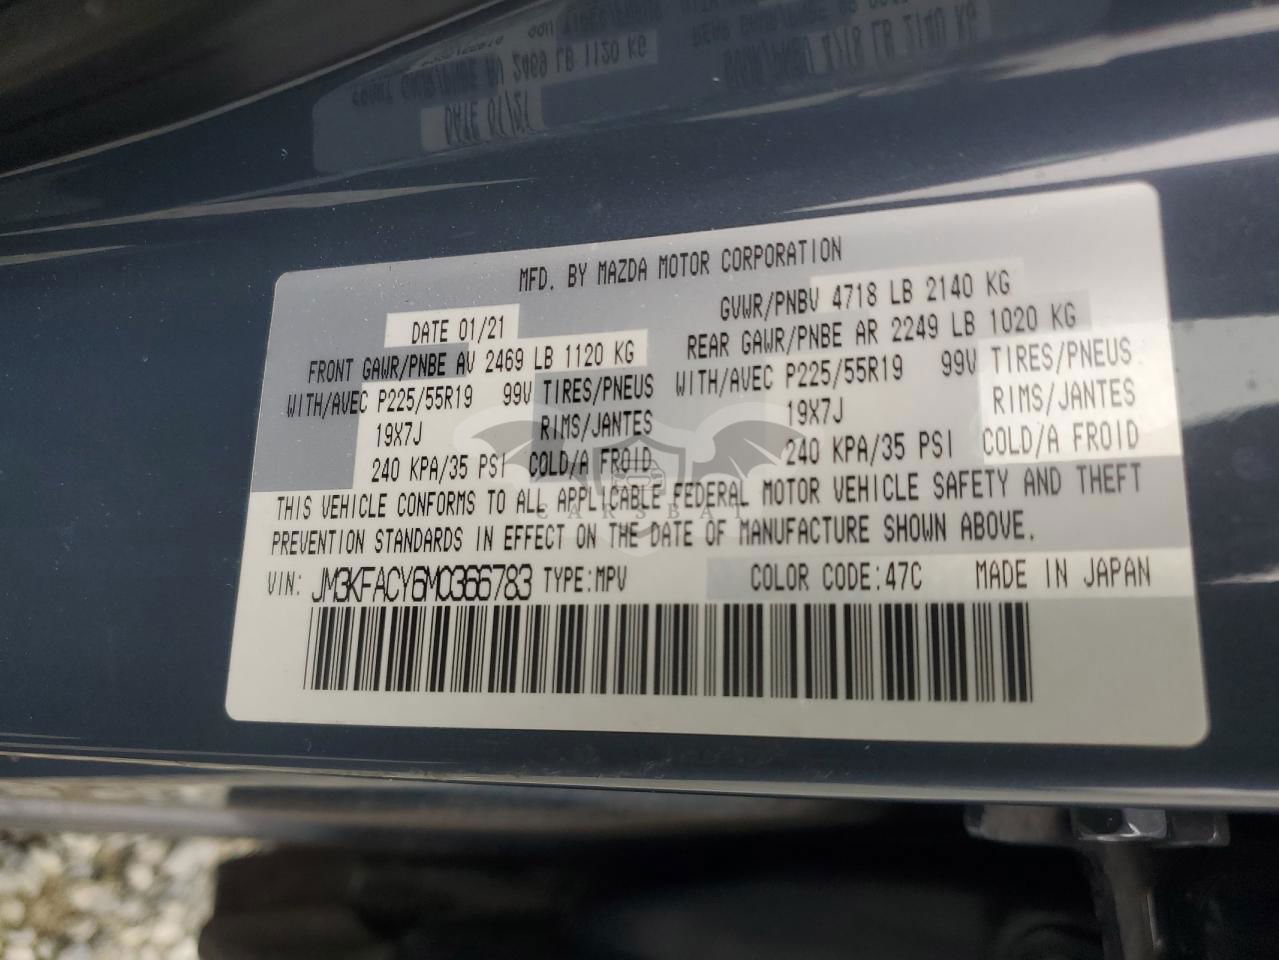 MFD. BY MAZDA MOTOR CORPORATION
DATE 01/21 GVWR/PNBV 4718 LB 2140 KG
FRONT GAWR/PNBE AV 2469 LB 1120 KG REAR GAWR/PNBE AR 2249 LB 1020 KG
WITH/AVEC P225/55R19 99V TIRES/PNEUS WITH/AVEC P225/55R19 99V TIRES/PNEUS
19X7J RIMS/JANTES 19X7J RIMS/JANTES
240 KPA/35 PSI COLD/A FROID 240 KPA/35 PSI COLD/A FROID
THIS VEHICLE CONFORMS TO ALL APPLICABLE FEDERAL MOTOR VEHICLE SAFETY AND THEFT
PREVENTION STANDARDS IN EFFECT ON THE DATE OF MANUFACTURE SHOWN ABOVE.
VIN: JM3KFACY6M0366783 TYPE:MPV COLOR CODE:47C MADE IN JAPAN
CARSBAT